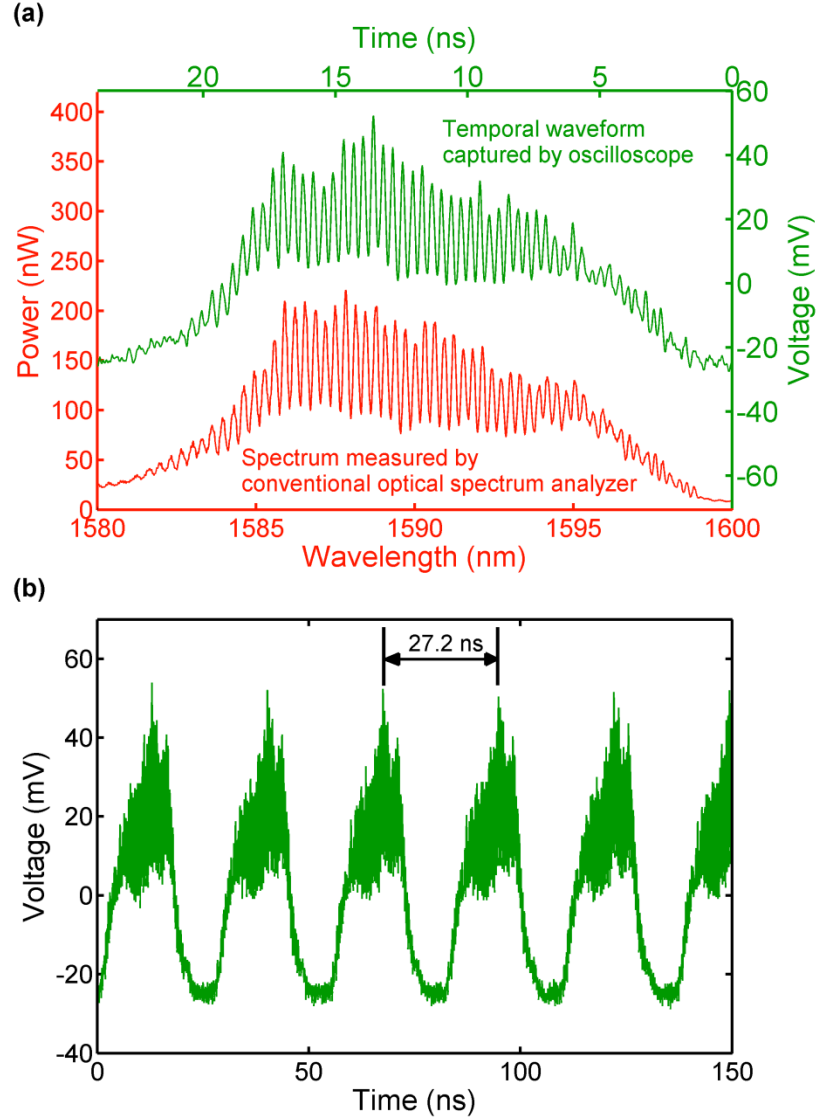 (a)
Time (ns)
20 15 10 5 0
400
350
300
250
200
150
100
50
0
Power (nW)
60
40
20
0
-20
-40
-60
Voltage (mV)
Temporal waveform
captured by oscilloscope
Spectrum measured by
conventional optical spectrum analyzer
1580 1585 1590 1595 1600
Wavelength (nm)
(b)
27.2 ns
60
40
20
0
-20
-40
Voltage (mV)
0 50 100 150
Time (ns)